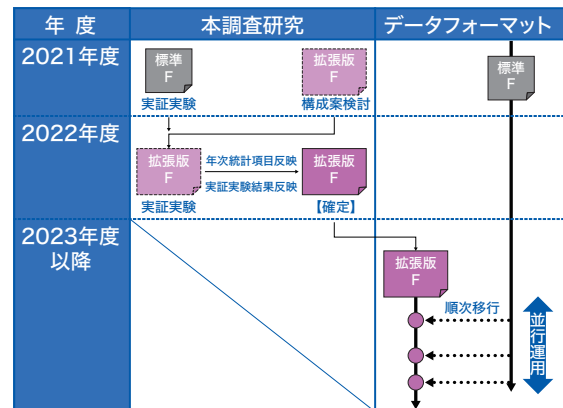 年 度
本調査研究
データフォーマット
2021年度
標準
F
実証実験
拡張版
F
構成案検討
標準
F
2022年度
拡張版
F
実証実験
年次統計項目反映
実証実験結果反映
拡張版
F
【確定】
2023年度
以降
拡張版
F
順次移行
並行運用